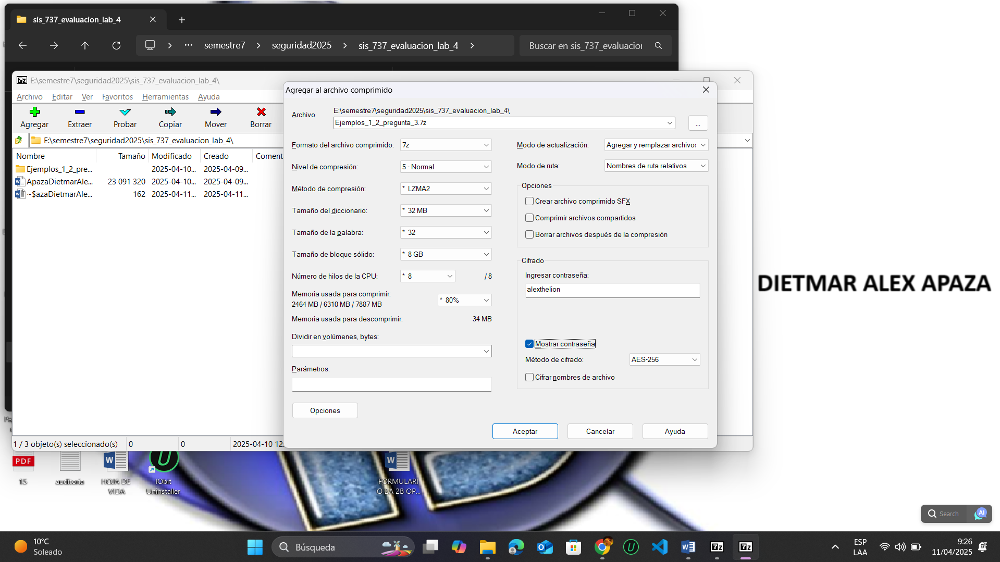 sis_737_evaluacion_lab_4
semestre7 seguridad2025 sis_737_evaluacion_lab_4
Buscar en sis_737_evaluacion
E:\semestre7\seguridad2025\sis_737_evaluacion_lab_4\
Archivo Editar Ver Favoritos Herramientas Ayuda
Agregar Extraer Probar Copiar Mover Borrar
E:\semestre7\seguridad2025\sis_737_evaluacion_lab_4\
Nombre Tamaño Modificado Creado Coment
Ejemplos_1_2_pre... 2025-04-10... 2025-04-09...
ApazaDietmarAle... 23 091 320 2025-04-10... 2025-04-09...
~$azaDietmarAle... 162 2025-04-11... 2025-04-11...
1 / 3 objeto(s) seleccionado(s) 0 0 2025-04-10 12:
Agregar al archivo comprimido
Archivo
E:\semestre7\seguridad2025\sis_737_evaluacion_lab_4\
Ejemplos_1_2_pregunta_3.7z
...
Formato del archivo comprimido: 7z
Nivel de compresión: 5 - Normal
Método de compresión: * LZMA2
Tamaño del diccionario: * 32 MB
Tamaño de la palabra: * 32
Tamaño de bloque sólido: * 8 GB
Número de hilos de la CPU: * 8 / 8
Memoria usada para comprimir:
2464 MB / 6310 MB / 7887 MB * 80%
Memoria usada para descomprimir: 34 MB
Dividir en volúmenes, bytes:
Parámetros:
Opciones
Modo de actualización: Agregar y remplazar archivos
Modo de ruta: Nombres de ruta relativos
Opciones
Crear archivo comprimido SFX
Comprimir archivos compartidos
Borrar archivos después de la compresión
Cifrado
Ingresar contraseña:
alexthelion
Mostrar contraseña
Método de cifrado: AES-256
Cifrar nombres de archivo
Aceptar Cancelar Ayuda
DIETMAR ALEX APAZA
PDF
15
auditoria
HOJA DE
VIDA
IObit
Uninstaller
FORMULARI
O 2A 2B OP...
Search AI
10°C
Soleado
Búsqueda
ESP
LAA
9:26
11/04/2025